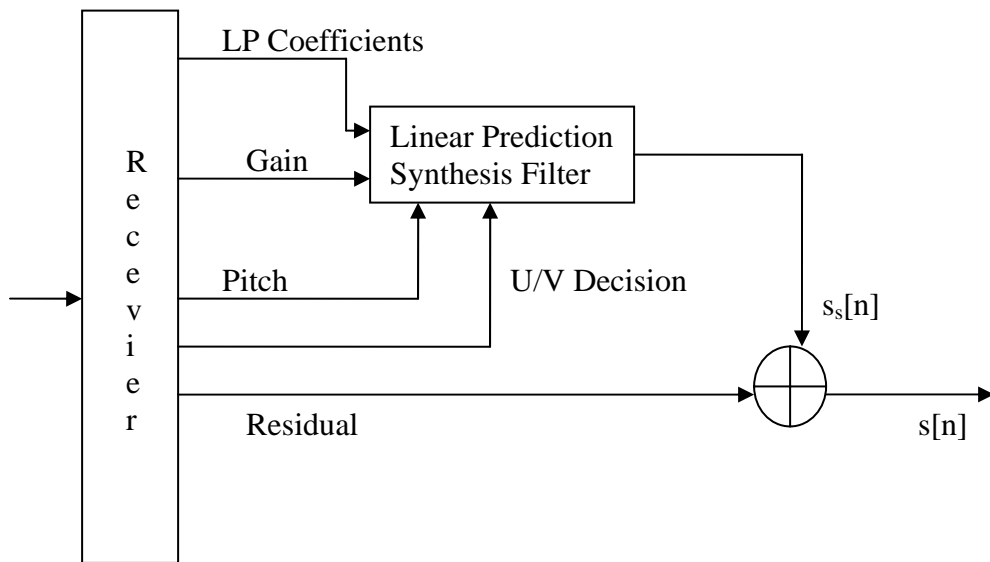 LP Coefficients
Linear Prediction
Synthesis Filter
Gain
R
e
c
e
v
i
e
r
Pitch
U/V Decision
ss[n]
Residual
s[n]